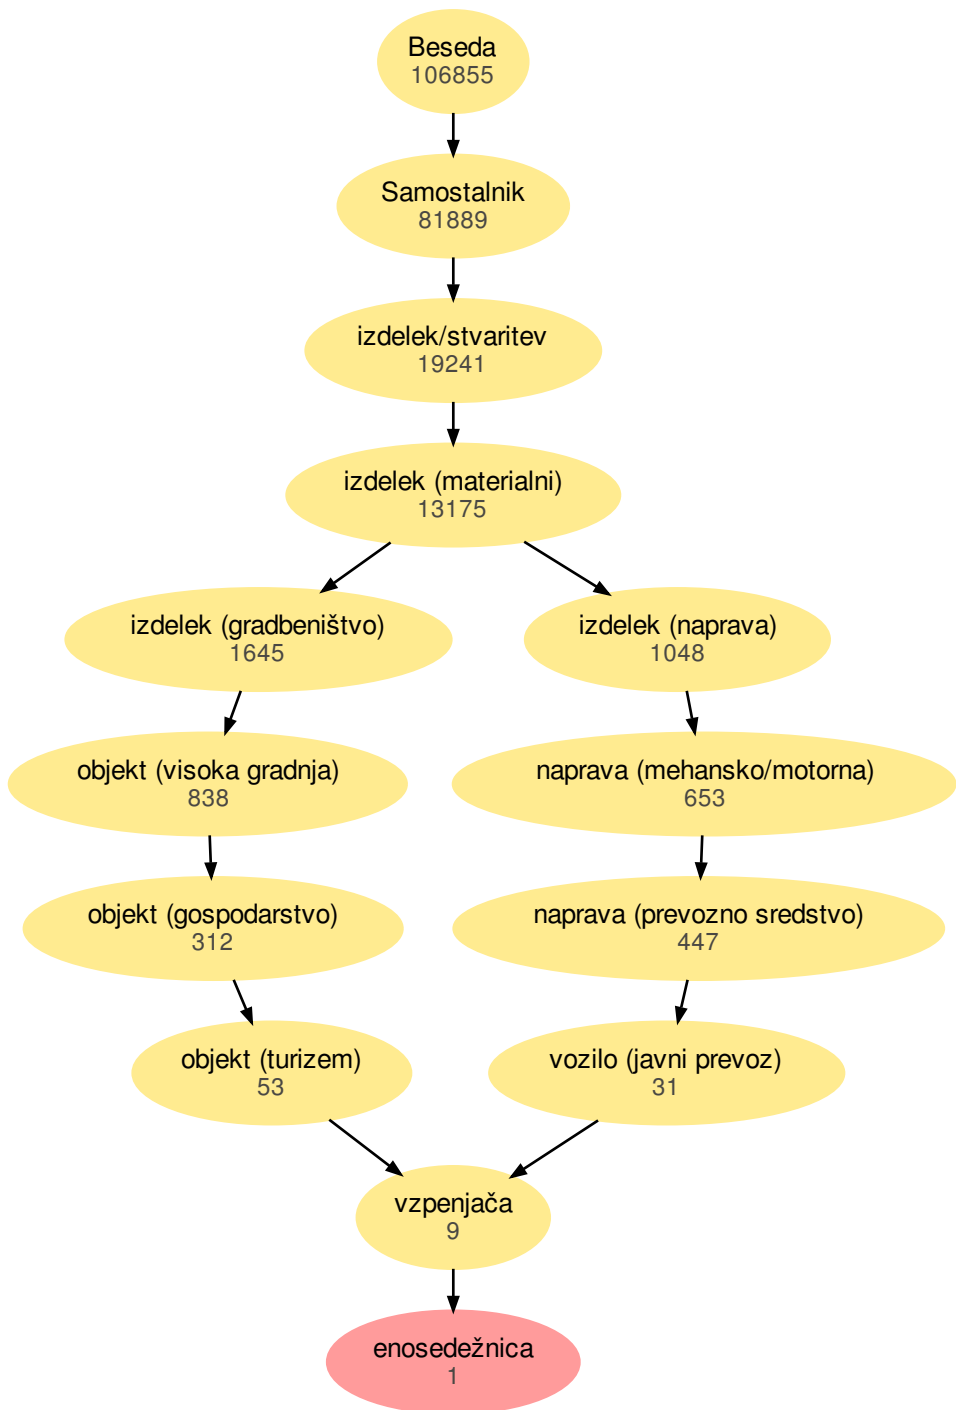 Beseda
106855
Samostalnik
81889
izdelek/stvaritev
19241
izdelek (materialni)
13175
izdelek (gradbeništvo)
1645
izdelek (naprava)
1048
objekt (visoka gradnja)
838
naprava (mehansko/motorna)
653
objekt (gospodarstvo)
312
naprava (prevozno sredstvo)
447
objekt (turizem)
53
vozilo (javni prevoz)
31
vzpenjača
9
enosedežnica
1